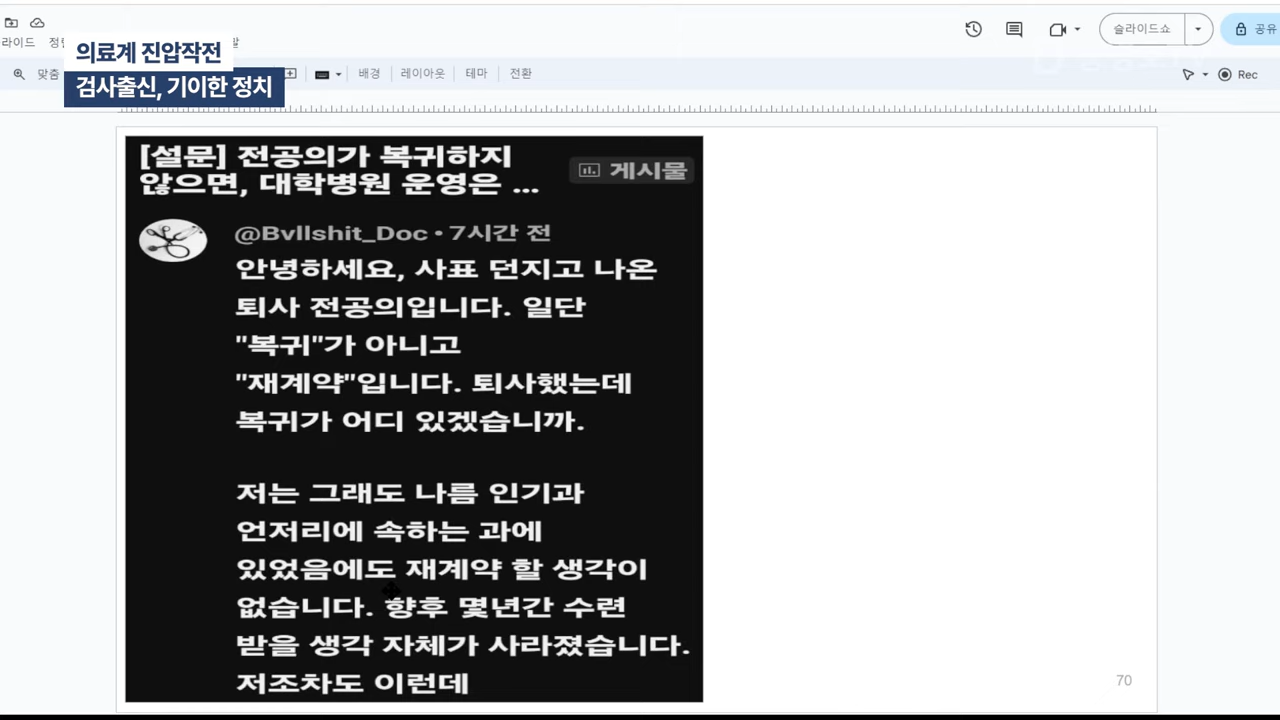 의료계 진압작전
검사출신, 기이한 정치
라이드
맞춤
배경
레이아웃
테마
전환
슬라이드쇼
공유
Rec
[설문] 전공의가 복귀하지
않으면, 대학병원 운영은 ...
게시물
@Bvllshit_Doc • 7시간 전
안녕하세요, 사표 던지고 나온
퇴사 전공의입니다. 일단
"복귀"가 아니고
"재계약"입니다. 퇴사했는데
복귀가 어디 있겠습니까.
저는 그래도 나름 인기과
언저리에 속하는 과에
있었음에도 재계약 할 생각이
없습니다. 향후 몇년간 수련
받을 생각 자체가 사라졌습니다.
저조차도 이런데
70